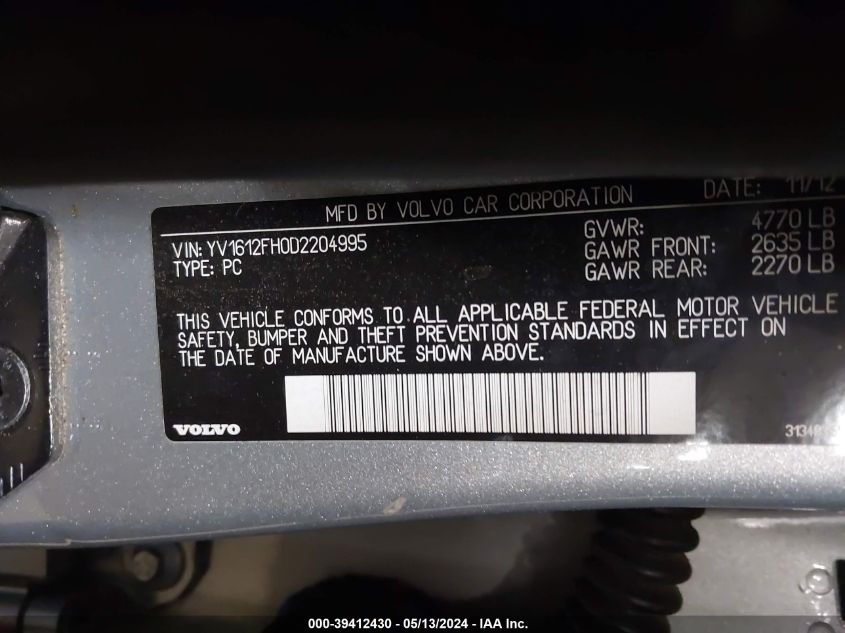 MFD BY VOLVO CAR CORPORATION DATE: 11/12
VIN: YV1612FH0D2204995
TYPE: PC
GVWR: 4770 LB
GAWR FRONT: 2635 LB
GAWR REAR: 2270 LB
THIS VEHICLE CONFORMS TO ALL APPLICABLE FEDERAL MOTOR VEHICLE
SAFETY, BUMPER AND THEFT PREVENTION STANDARDS IN EFFECT ON
THE DATE OF MANUFACTURE SHOWN ABOVE.
VOLVO
000-39412430 - 05/13/2024 - IAA Inc.